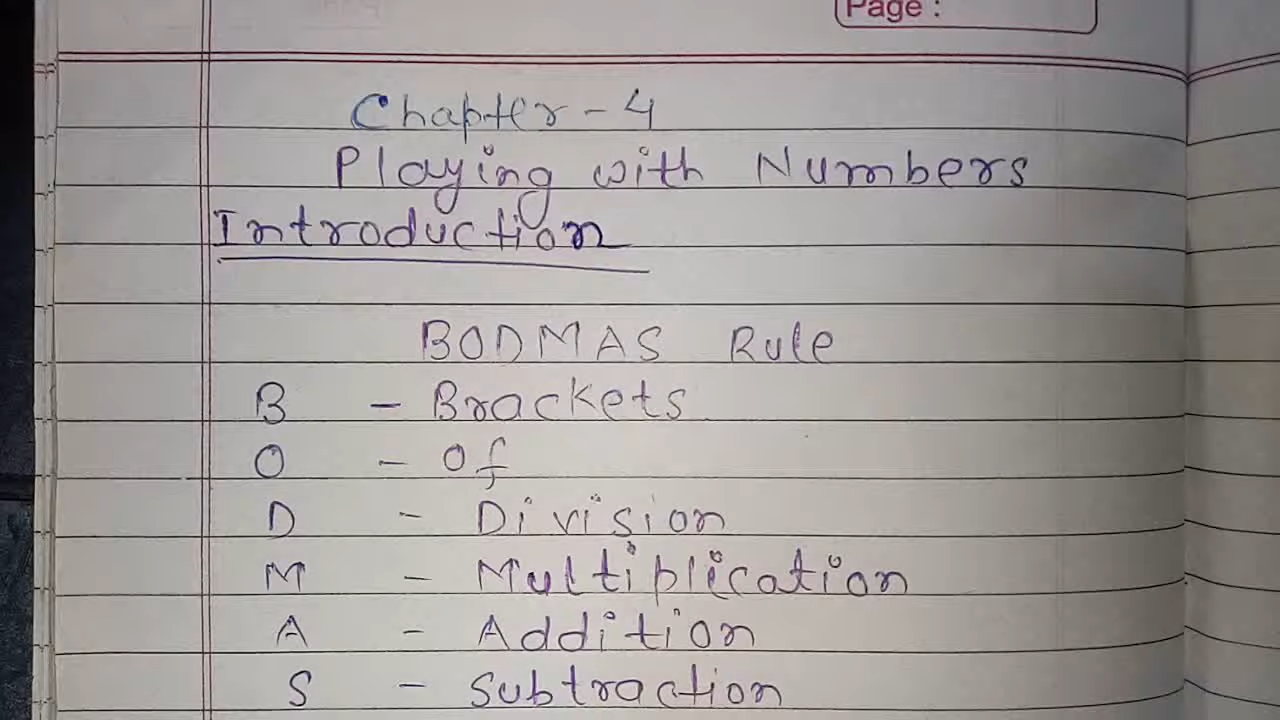 Page :
Chapter - 4
Playing with Numbers
Introduction
BODMAS Rule
B - Brackets
O - Of
D - Division
M - Multiplication
A - Addition
S - Subtraction